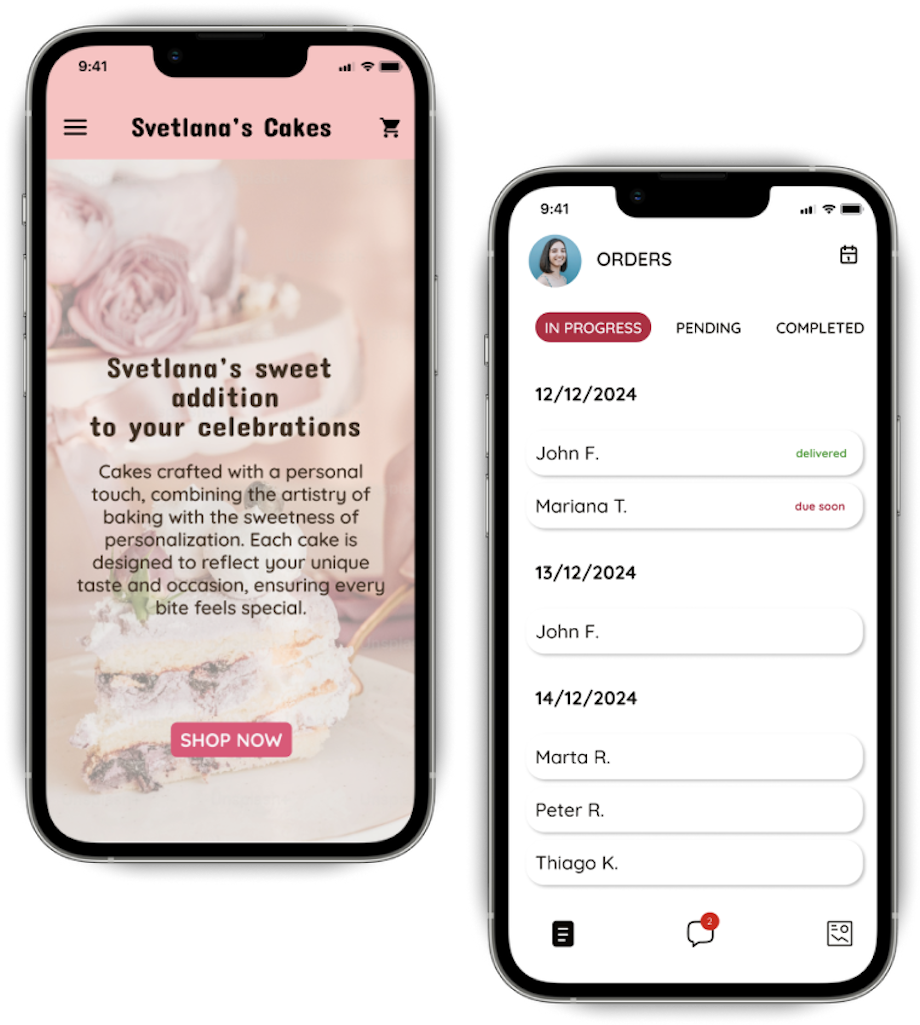 9:41
Svetlana's Cakes
Svetlana's sweet
addition
to your celebrations
Cakes crafted with a personal
touch, combining the artistry of
baking with the sweetness of
personalization. Each cake is
designed to reflect your unique
taste and occasion, ensuring every
bite feels special.
SHOP NOW
9:41
ORDERS
IN PROGRESS PENDING COMPLETED
12/12/2024
John F. delivered
Mariana T. due soon
13/12/2024
John F.
14/12/2024
Marta R.
Peter R.
Thiago K.
2